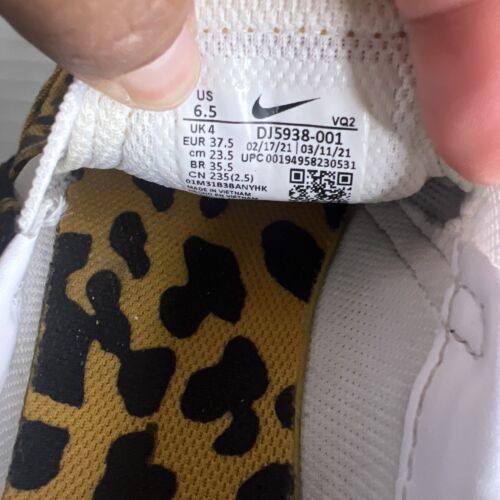 US
6.5
VQ2
UK 4
DJ5938-001
EUR 37.5
02/17/21 03/11/21
cm 23.5
UPC 00194958230531
BR 35.5
CN 235(2.5)
01M31B3BANYHK
MADE IN VIETNAM